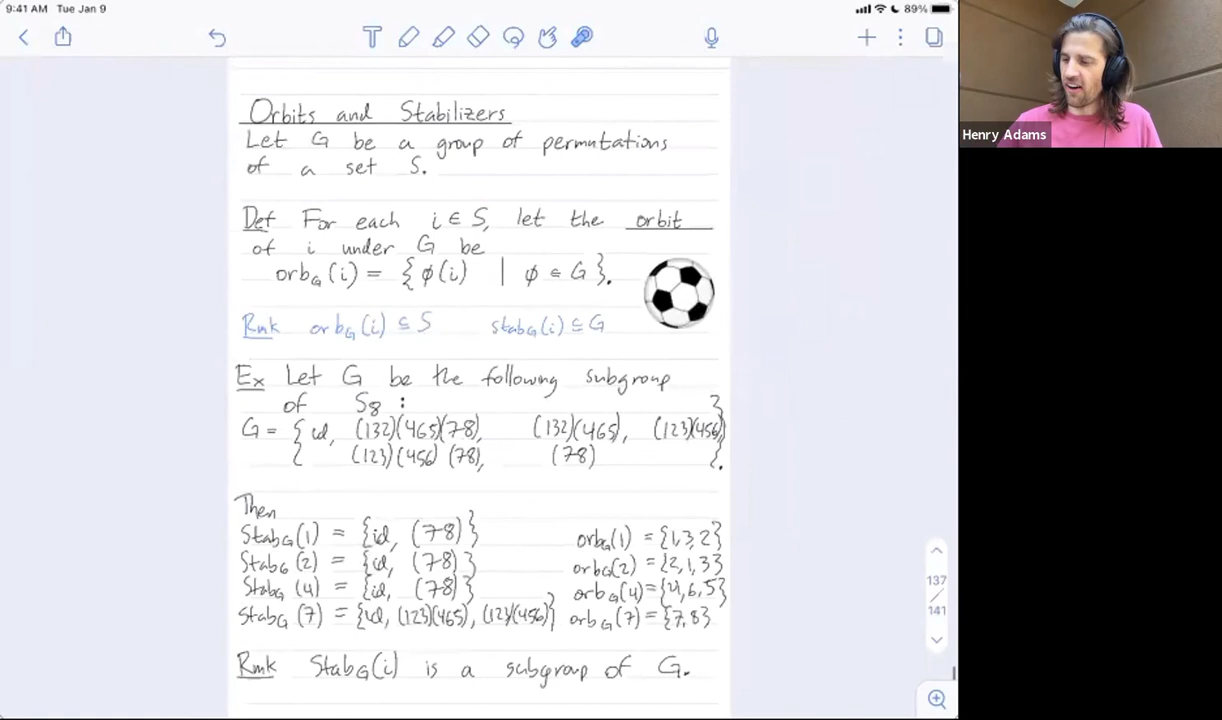 9:41 AM Tue Jan 9
89%
Orbits and Stabilizers
Let G be a group of permutations
of a set S.
Def For each i ∈ S, let the orbit
of i under G be
orb_G(i) = {φ(i) | φ ∈ G}.
Rmk orb_G(i) ⊆ S stab_G(i) ⊆ G
Ex Let G be the following subgroup
of S8 :
G = { id, (132)(465)(78), (132)(465), (123)(456)
(123)(456)(78), (78) }.
Then
Stab_G(1) = {id, (78)} orb_G(1) = {1,3,2}
Stab_G(2) = {id, (78)} orb_G(2) = {2,1,3}
Stab_G(4) = {id, (78)} orb_G(4) = {4,6,5}
Stab_G(7) = {id, (123)(465), (123)(456)} orb_G(7) = {7,8}
Rmk Stab_G(i) is a subgroup of G.
137
/
141
Henry Adams